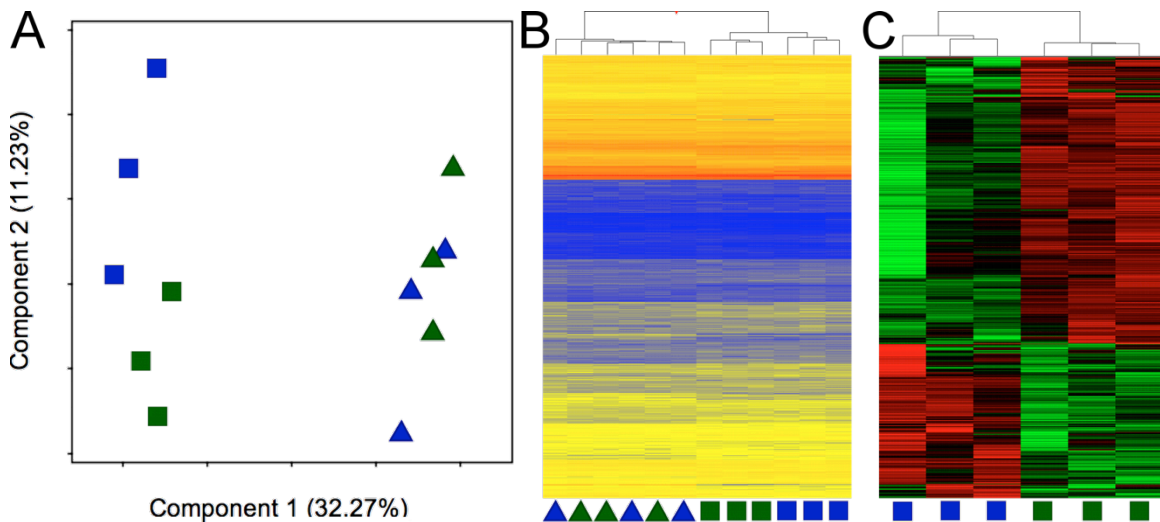 A
B
C
Component 2 (11.23%)
Component 1 (32.27%)